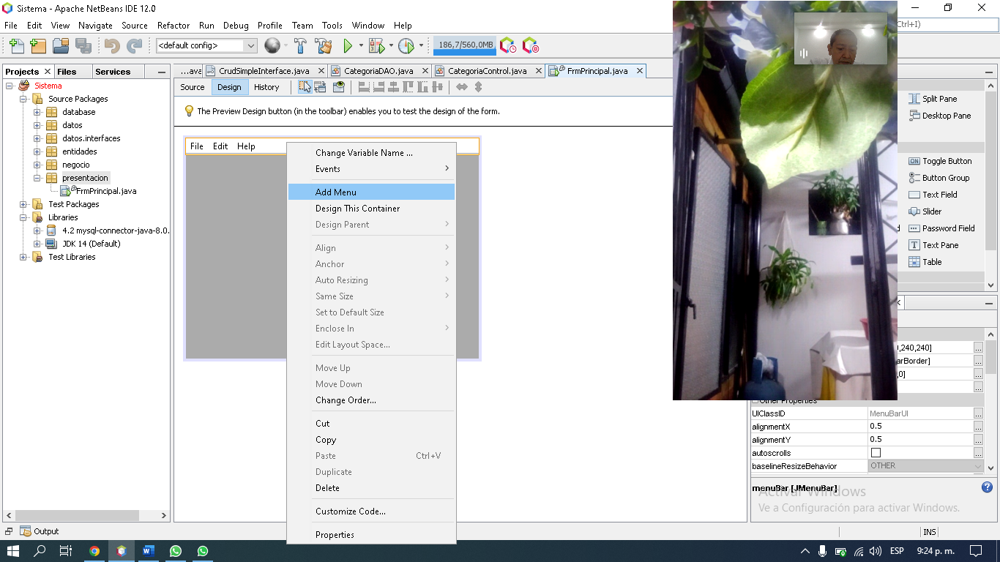 Sistema - Apache NetBeans IDE 12.0
File Edit View Navigate Source Refactor Run Debug Profile Team Tools Window Help
Ctrl+I)
<default config>
186,7/560,0MB
Projects Files Services
...ava CrudSimpleInterface.java CategoriaDAO.java CategoriaControl.java FrmPrincipal.java
Source Design History
The Preview Design button (in the toolbar) enables you to test the design of the form.
Sistema
Source Packages
database
datos
datos.interfaces
entidades
negocio
presentacion
FrmPrincipal.java
Test Packages
Libraries
4.2 mysql-connector-java-8.0.
JDK 14 (Default)
Test Libraries
File Edit Help
Change Variable Name ...
Events
Add Menu
Design This Container
Design Parent
Align
Anchor
Auto Resizing
Same Size
Set to Default Size
Enclose In
Edit Layout Space...
Move Up
Move Down
Change Order...
Cut
Copy
Paste Ctrl+V
Duplicate
Delete
Customize Code...
Properties
Split Pane
Desktop Pane
Toggle Button
Button Group
Text Field
Slider
Password Field
Text Pane
Table
,240,240]
arBorder]
,0]
Other Properties
UIClassID MenuBarUI
alignmentX 0.5
alignmentY 0.5
autoscrolls
baselineResizeBehavior OTHER
menuBar [JMenuBar]
Activar Windows
Ve a Configuración para activar Windows.
Output
INS
ESP 9:24 p. m.